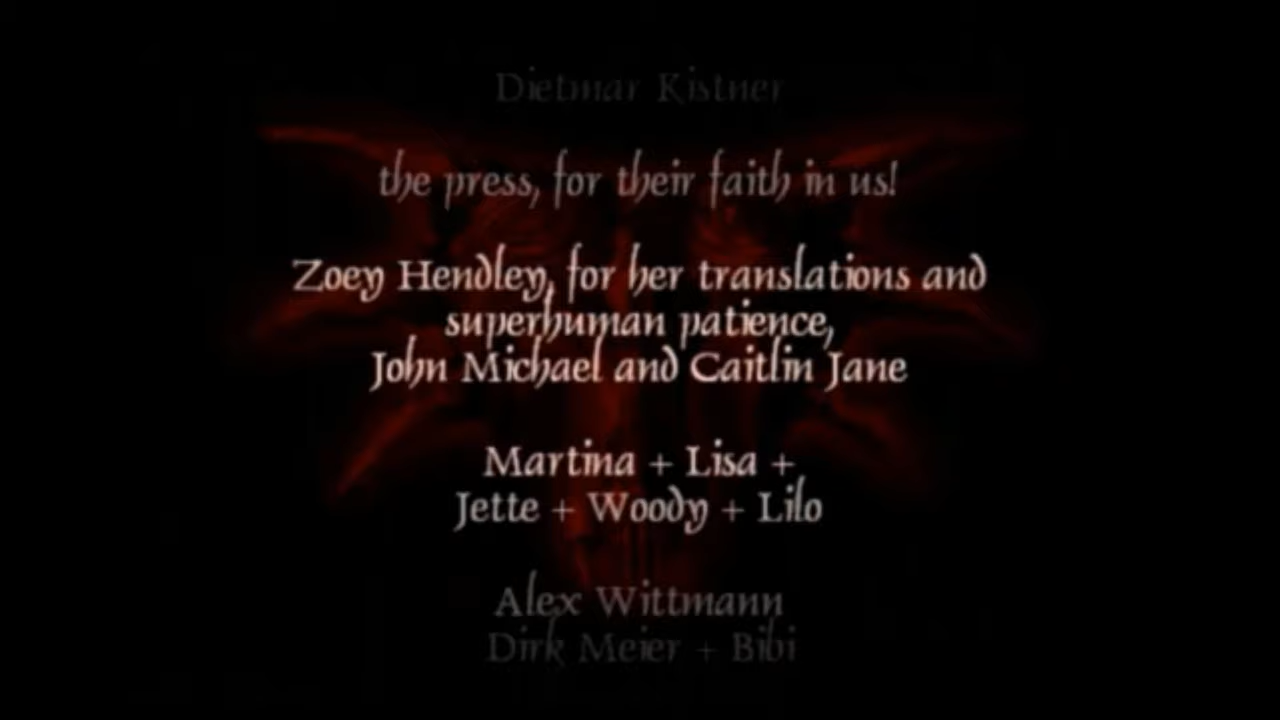 Dietmar Kistner
the press, for their faith in us!
Zoey Hendley, for her translations and
superhuman patience,
John Michael and Caitlin Jane
Martina + Lisa +
Jette + Woody + Lilo
Alex Wittmann
Dirk Meier + Bibi